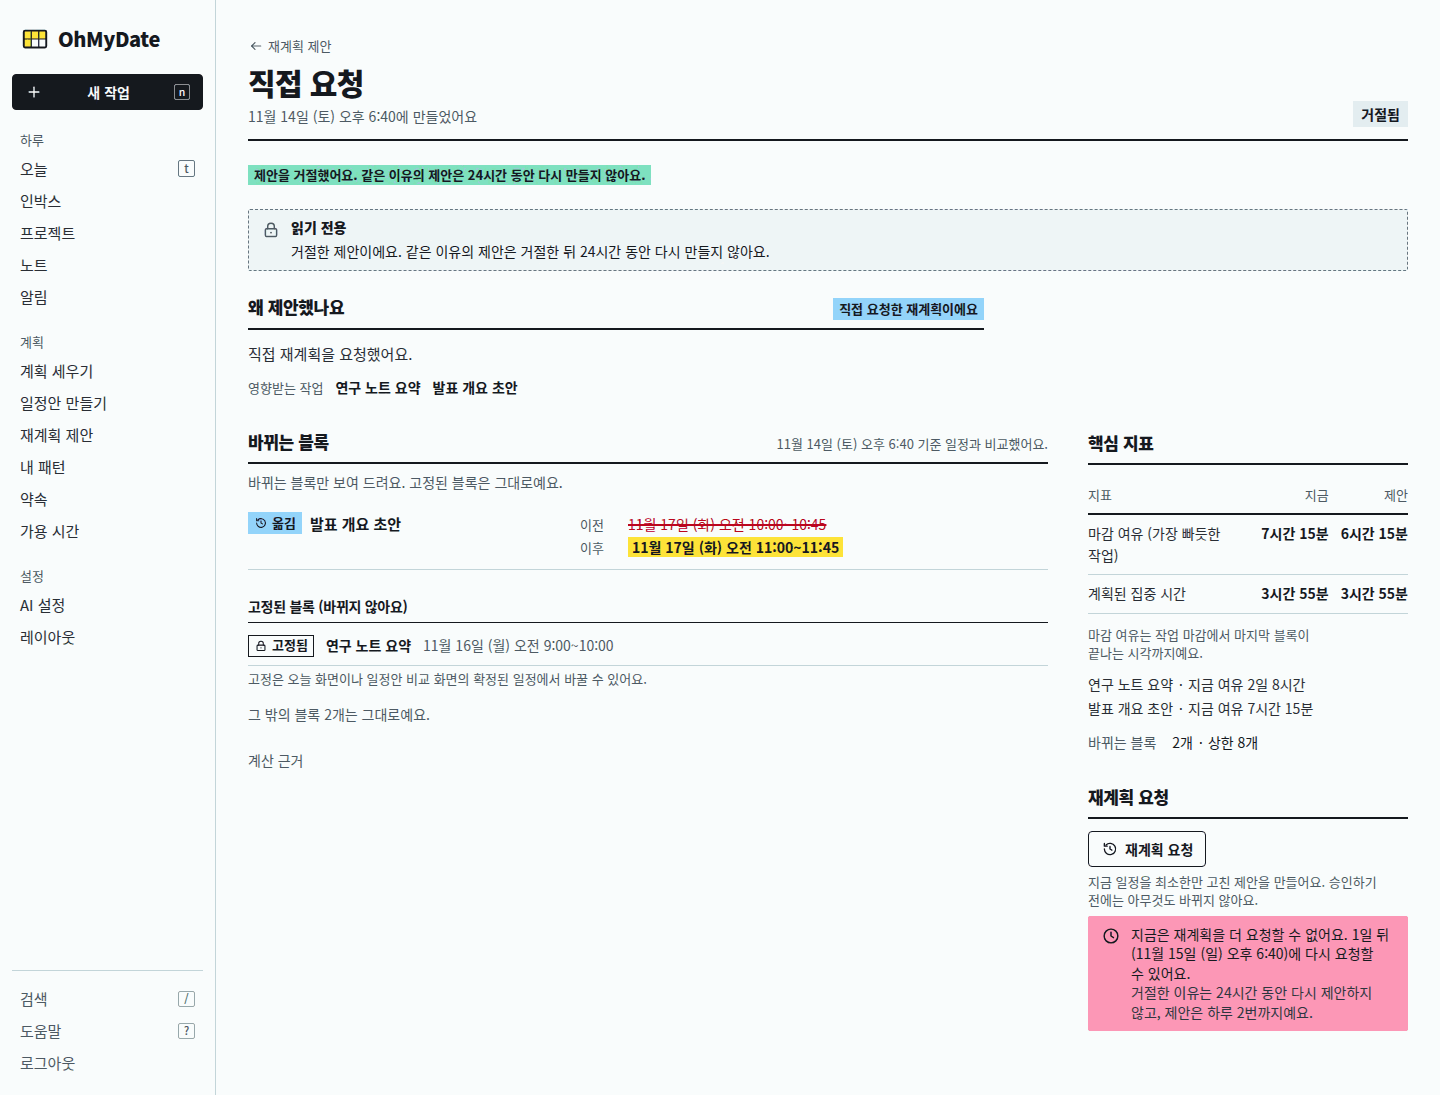 OhMyDate
새 작업 n
하루
오늘 t
인박스
프로젝트
노트
알림
계획
계획 세우기
일정안 만들기
재계획 제안
내 패턴
약속
가용 시간
설정
AI 설정
레이아웃
검색 /
도움말 ?
로그아웃
← 재계획 제안
직접 요청
11월 14일 (토) 오후 6:40에 만들었어요
거절됨
제안을 거절했어요. 같은 이유의 제안은 24시간 동안 다시 만들지 않아요.
읽기 전용
거절한 제안이에요. 같은 이유의 제안은 거절한 뒤 24시간 동안 다시 만들지 않아요.
왜 제안했나요
직접 요청한 재계획이에요
직접 재계획을 요청했어요.
영향받는 작업 연구 노트 요약 발표 개요 초안
바뀌는 블록
11월 14일 (토) 오후 6:40 기준 일정과 비교했어요.
바뀌는 블록만 보여 드려요. 고정된 블록은 그대로예요.
옮김 발표 개요 초안
이전 11월 17일 (화) 오전 10:00~10:45
이후 11월 17일 (화) 오전 11:00~11:45
고정된 블록 (바뀌지 않아요)
고정됨 연구 노트 요약 11월 16일 (월) 오전 9:00~10:00
고정은 오늘 화면이나 일정안 비교 화면의 확정된 일정에서 바꿀 수 있어요.
그 밖의 블록 2개는 그대로예요.
계산 근거
핵심 지표
지표 지금 제안
마감 여유 (가장 빠듯한 작업) 7시간 15분 6시간 15분
계획된 집중 시간 3시간 55분 3시간 55분
마감 여유는 작업 마감에서 마지막 블록이
끝나는 시각까지예요.
연구 노트 요약 · 지금 여유 2일 8시간
발표 개요 초안 · 지금 여유 7시간 15분
바뀌는 블록 2개 · 상한 8개
재계획 요청
재계획 요청
지금 일정을 최소한만 고친 제안을 만들어요. 승인하기
전에는 아무것도 바뀌지 않아요.
지금은 재계획을 더 요청할 수 없어요. 1일 뒤
(11월 15일 (일) 오후 6:40)에 다시 요청할
수 있어요.
거절한 이유는 24시간 동안 다시 제안하지
않고, 제안은 하루 2번까지예요.